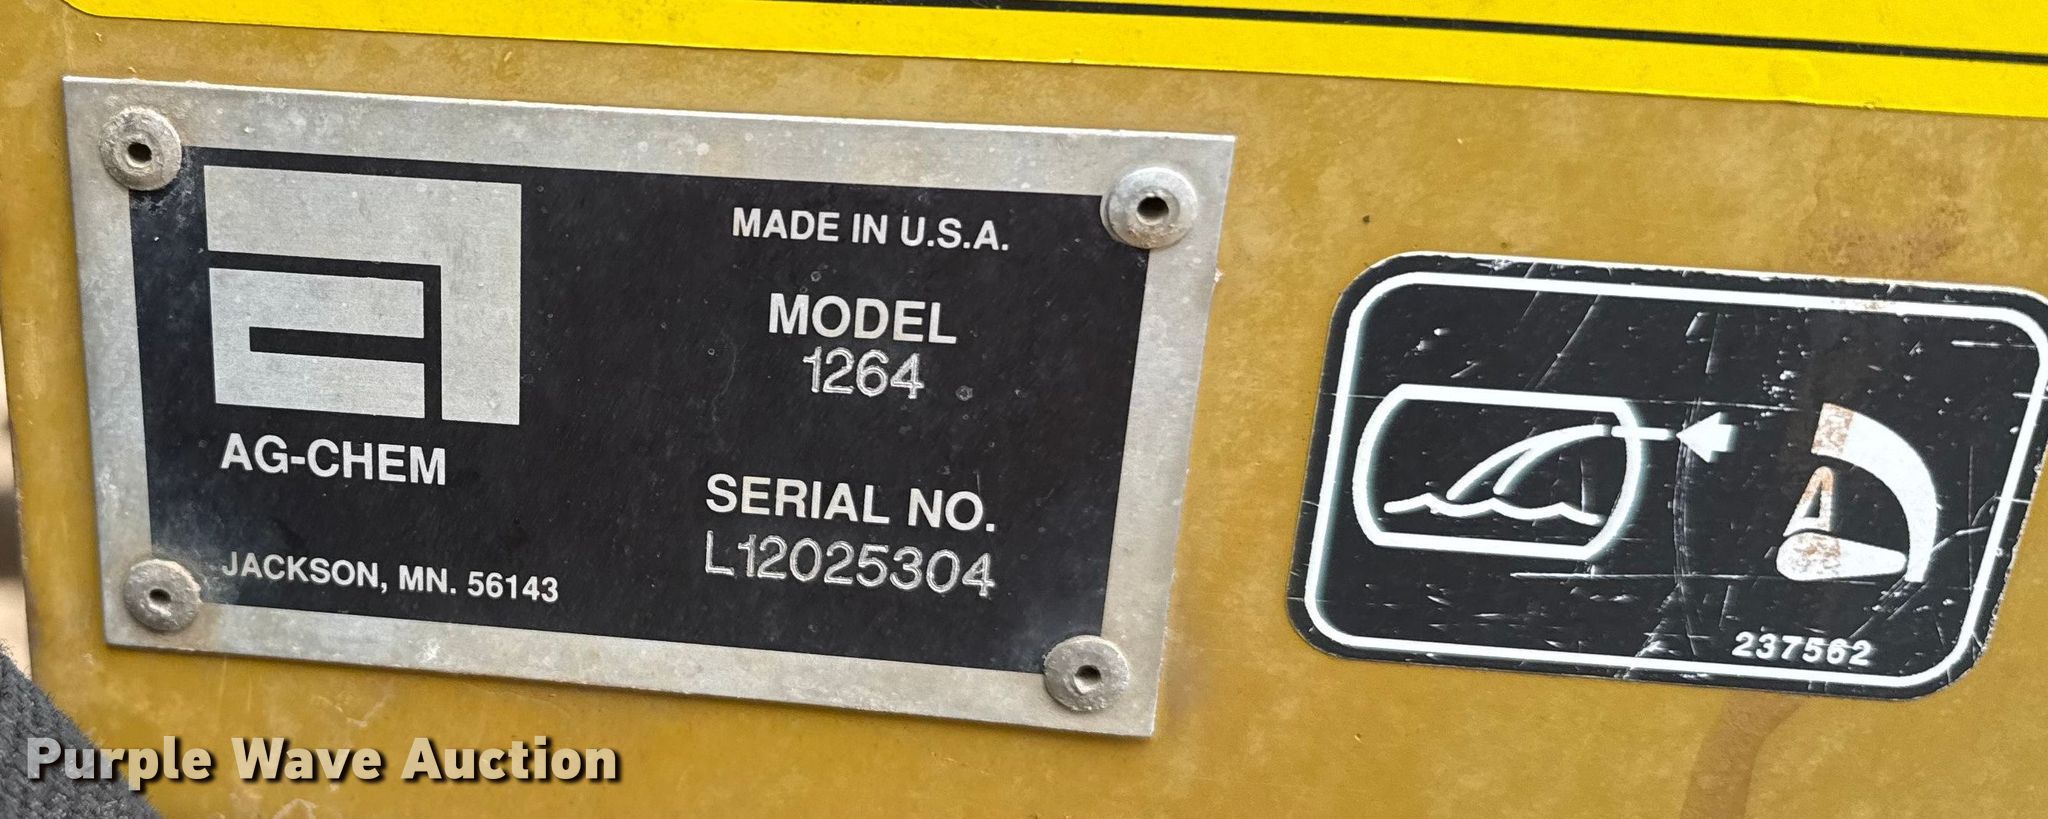 MADE IN U.S.A.
MODEL
1264
AG-CHEM
SERIAL NO.
L12025304
JACKSON, MN. 56143
237562
Purple Wave Auction